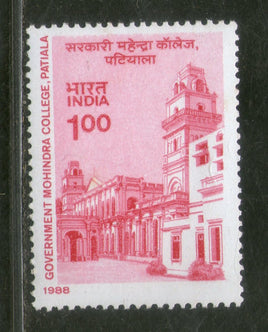 सरकारी महेन्द्रा कॉलेज,
पटियाला
भारत
INDIA
1.00
GOVERNMENT MOHINDRA COLLEGE, PATIALA
1988